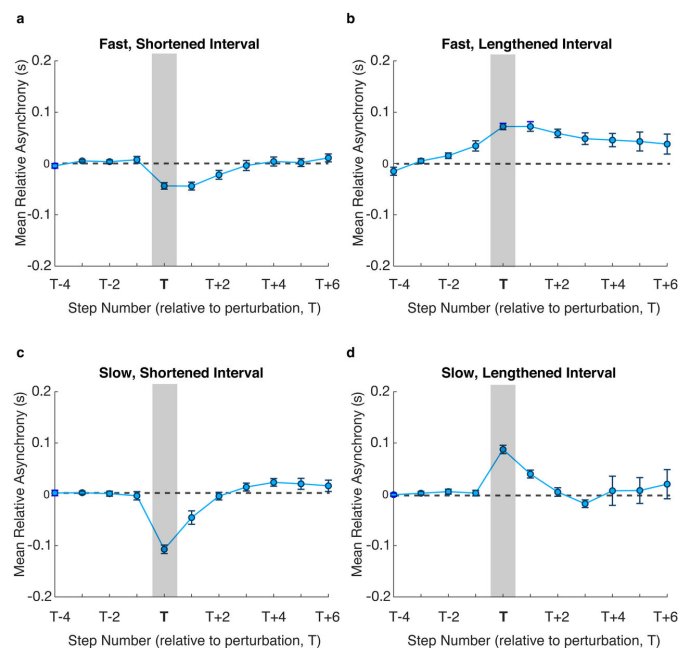 a
Fast, Shortened Interval
0.2
0.1
0
-0.1
-0.2
Mean Relative Asynchrony (s)
T-4 T-2 T T+2 T+4 T+6
Step Number (relative to perturbation, T)
b
Fast, Lengthened Interval
0.2
0.1
0
-0.1
-0.2
Mean Relative Asynchrony (s)
T-4 T-2 T T+2 T+4 T+6
Step Number (relative to perturbation, T)
c
Slow, Shortened Interval
0.2
0.1
0
-0.1
-0.2
Mean Relative Asynchrony (s)
T-4 T-2 T T+2 T+4 T+6
Step Number (relative to perturbation, T)
d
Slow, Lengthened Interval
0.2
0.1
0
-0.1
-0.2
Mean Relative Asynchrony (s)
T-4 T-2 T T+2 T+4 T+6
Step Number (relative to perturbation, T)